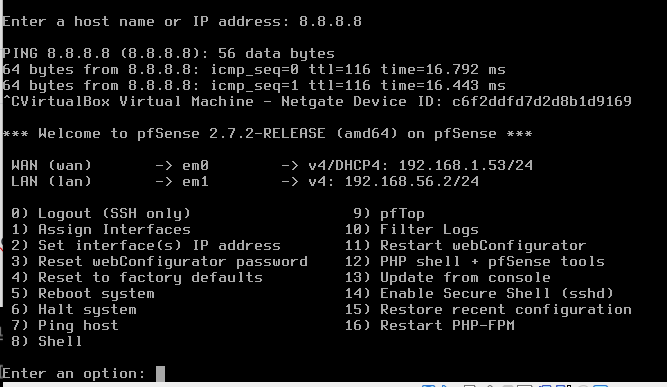 Enter a host name or IP address: 8.8.8.8
PING 8.8.8.8 (8.8.8.8): 56 data bytes
64 bytes from 8.8.8.8: icmp_seq=0 ttl=116 time=16.792 ms
64 bytes from 8.8.8.8: icmp_seq=1 ttl=116 time=16.443 ms
^CVirtualBox Virtual Machine - Netgate Device ID: c6f2ddfd7d2d8b1d9169
*** Welcome to pfSense 2.7.2-RELEASE (amd64) on pfSense ***
WAN (wan) -> em0 -> v4/DHCP4: 192.168.1.53/24
LAN (lan) -> em1 -> v4: 192.168.56.2/24
0) Logout (SSH only) 9) pfTop
1) Assign Interfaces 10) Filter Logs
2) Set interface(s) IP address 11) Restart webConfigurator
3) Reset webConfigurator password 12) PHP shell + pfSense tools
4) Reset to factory defaults 13) Update from console
5) Reboot system 14) Enable Secure Shell (sshd)
6) Halt system 15) Restore recent configuration
7) Ping host 16) Restart PHP-FPM
8) Shell
Enter an option: